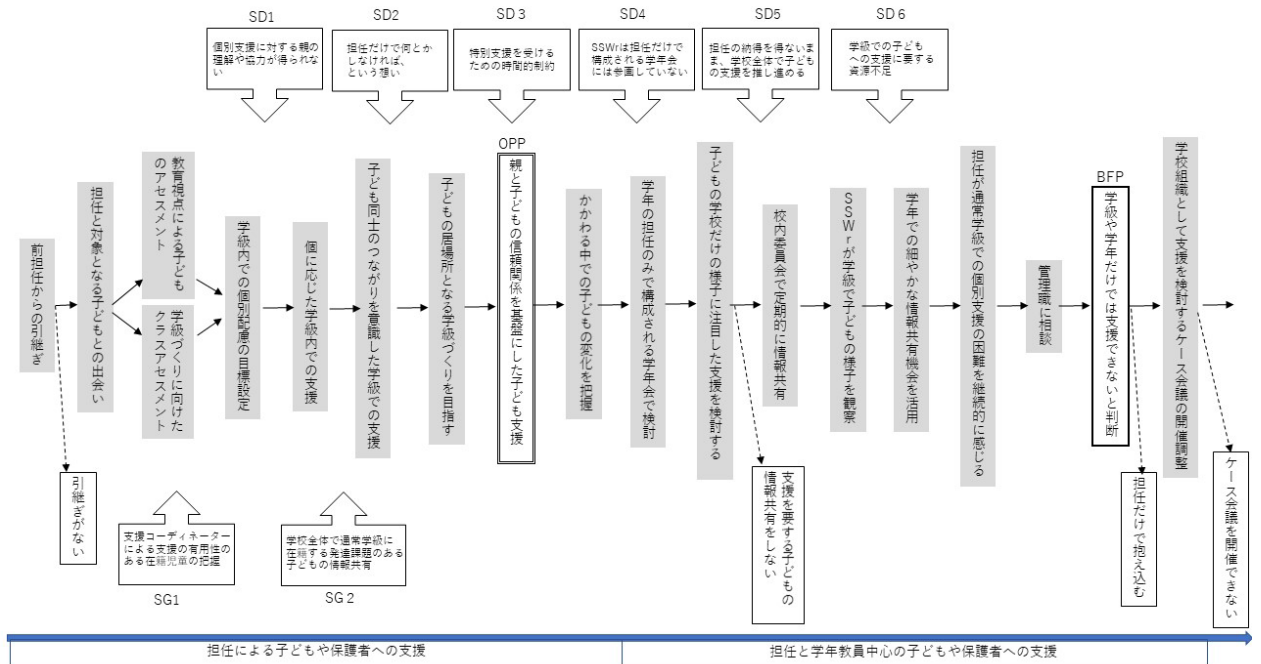 SD1
個別支援に対する親の
理解や協力が得られな
い
SD2
担任だけで何とか
しなければ、
という想い
SD 3
特別支援を受ける
ための時間的制約
SD4
SSWrは担任だけで
構成される学年会
には参画していない
SD5
担任の納得を得ないま
ま、学校全体で子ども
の支援を推し進める
SD 6
学級での子ども
への支援に要する
資源不足
前担任からの引継ぎ
担任と対象となる子どもとの出会い
教育視点による子ども
のアセスメント
学級づくりに向けた
クラスアセスメント
学級内での個別配慮の目標設定
個に応じた学級内での支援
子ども同士のつながりを意識した学級での支援
子どもの居場所となる学級づくりを目指す
OPP
親と子どもの信頼関係を基盤にした子ども支援
かかわる中での子どもの変化を把握
学年の担任のみで構成される学年会で検討
子どもの学校だけの様子に注目した支援を検討する
校内委員会で定期的に情報共有
SSWrが学級で子どもの様子を観察
学年での細やかな情報共有機会を活用
担任が通常学級での個別支援の困難を継続的に感じる
管理職に相談
BFP
学級や学年だけでは支援できないと判断
学校組織として支援を検討するケース会議の開催調整
引継ぎがない
支援を要する子どもの
情報共有をしない
担任だけで抱え込む
ケース会議を開催できない
支援コーディネーター
による支援の有用性の
ある在籍児童の把握
SG1
学校全体で通常学級に
在籍する発達課題のある
子どもの情報共有
SG 2
担任による子どもや保護者への支援
担任と学年教員中心の子どもや保護者への支援